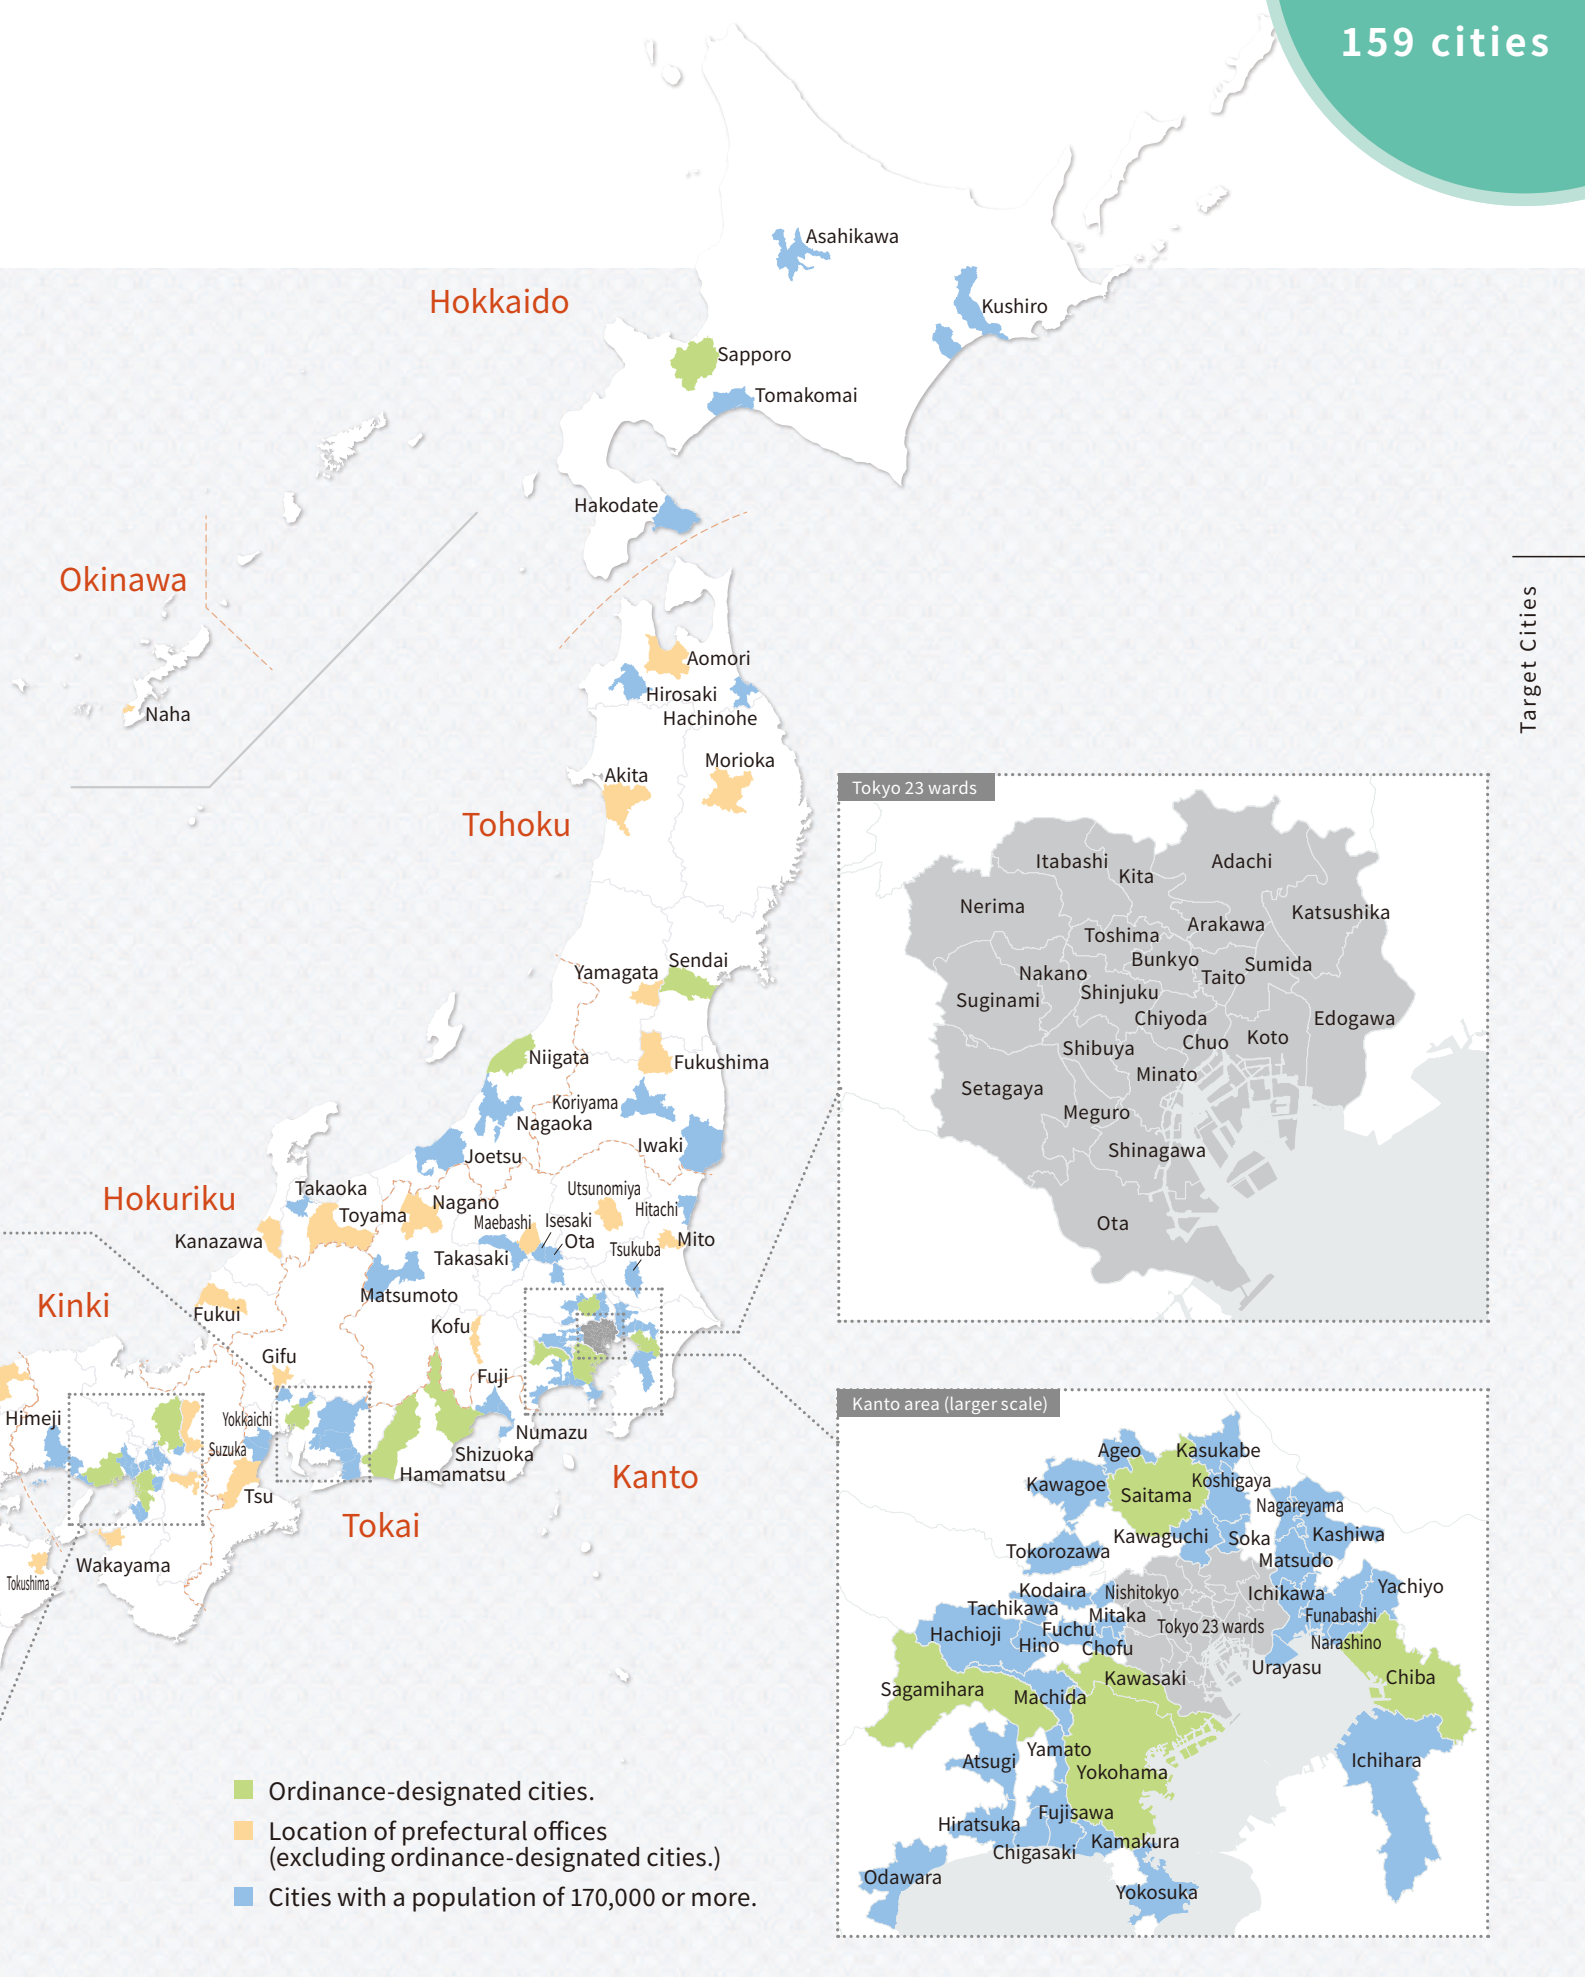 159 cities
Asahikawa
Hokkaido
Kushiro
Sapporo
Tomakomai
Hakodate
Okinawa
Naha
Target Cities
Aomori
Hirosaki
Hachinohe
Akita
Morioka
Tohoku
Sendai
Yamagata
Niigata
Fukushima
Koriyama
Nagaoka
Iwaki
Joetsu
Hokuriku
Takaoka
Toyama
Nagano
Kanazawa
Utsunomiya
Hitachi
Maebashi
Isesaki
Ota
Mito
Takasaki
Tsukuba
Matsumoto
Kinki
Fukui
Kofu
Gifu
Fuji
Himeji
Yokkaichi
Suzuka
Numazu
Shizuoka
Hamamatsu
Kanto
Tsu
Tokai
Wakayama
Tokushima
Tokyo 23 wards
Itabashi
Kita
Adachi
Nerima
Katsushika
Arakawa
Toshima
Bunkyo
Sumida
Nakano
Taito
Shinjuku
Suginami
Chiyoda
Edogawa
Chuo
Koto
Shibuya
Minato
Setagaya
Meguro
Shinagawa
Ota
Kanto area (larger scale)
Ageo
Kasukabe
Kawagoe
Koshigaya
Saitama
Nagareyama
Kawaguchi
Soka
Kashiwa
Tokorozawa
Matsudo
Kodaira
Nishitokyo
Ichikawa
Yachiyo
Tachikawa
Mitaka
Funabashi
Hachioji
Fuchu
Tokyo 23 wards
Hino
Chofu
Narashino
Urayasu
Kawasaki
Chiba
Sagamihara
Machida
Yamato
Atsugi
Yokohama
Ichihara
Fujisawa
Hiratsuka
Kamakura
Chigasaki
Odawara
Yokosuka
Ordinance-designated cities.
Location of prefectural offices
(excluding ordinance-designated cities.)
Cities with a population of 170,000 or more.